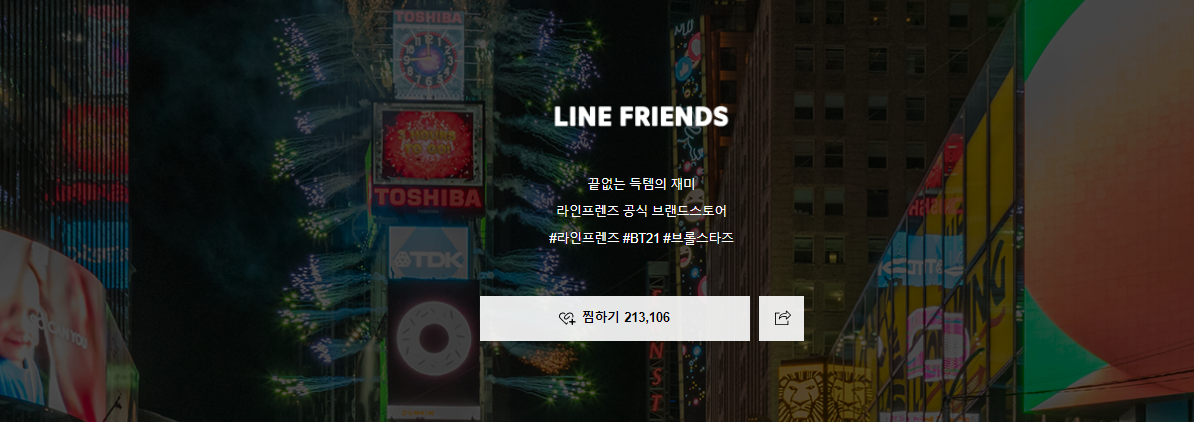 TOSHIBA
LINE FRIENDS
끝없는 득템의 재미
TOSHIBA
라인프렌즈 공식 브랜드스토어
#라인프렌즈 #BT21 #브롤스타즈
TDK
찜하기 213,106